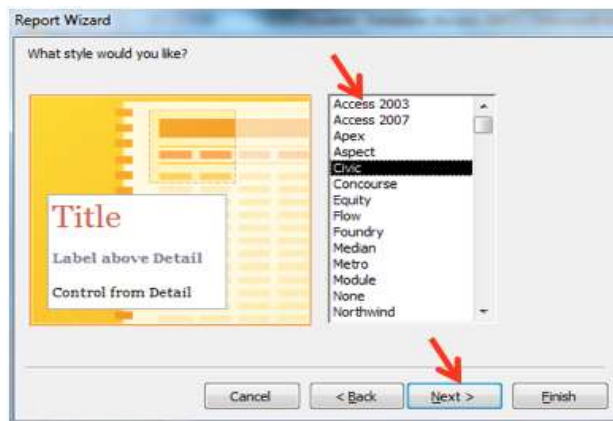 Report Wizard
What style would you like?
Title
Label above Detail
Control from Detail
Access 2003
Access 2007
Apex
Aspect
Civic
Concourse
Equity
Flow
Foundry
Median
Metro
Module
None
Northwind
Cancel
< Back
Next >
Finish